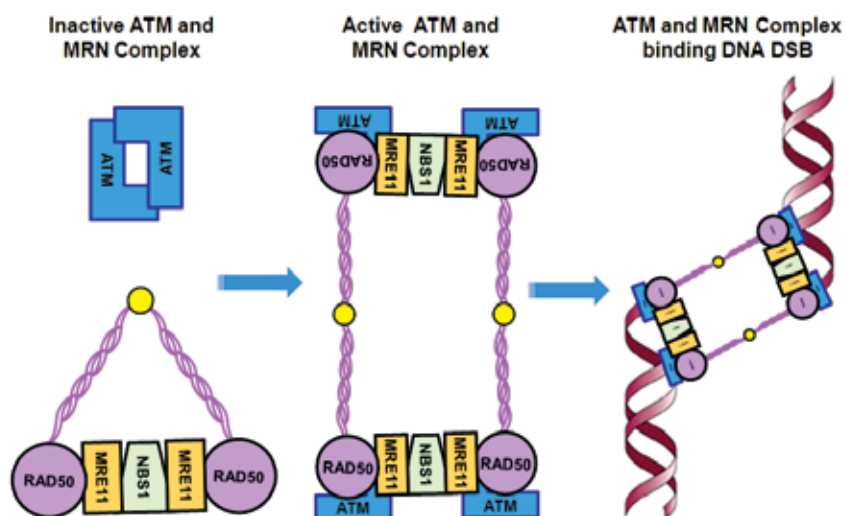 Inactive ATM and
MRN Complex
Active ATM and
MRN Complex
ATM and MRN Complex
binding DNA DSB
ATM
ATM
RAD50
MRE11
NBS1
MRE11
RAD50
ATM
ATM
RAD50
MRE11
NBS1
MRE11
RAD50
RAD50
MRE11
NBS1
MRE11
RAD50
ATM
ATM